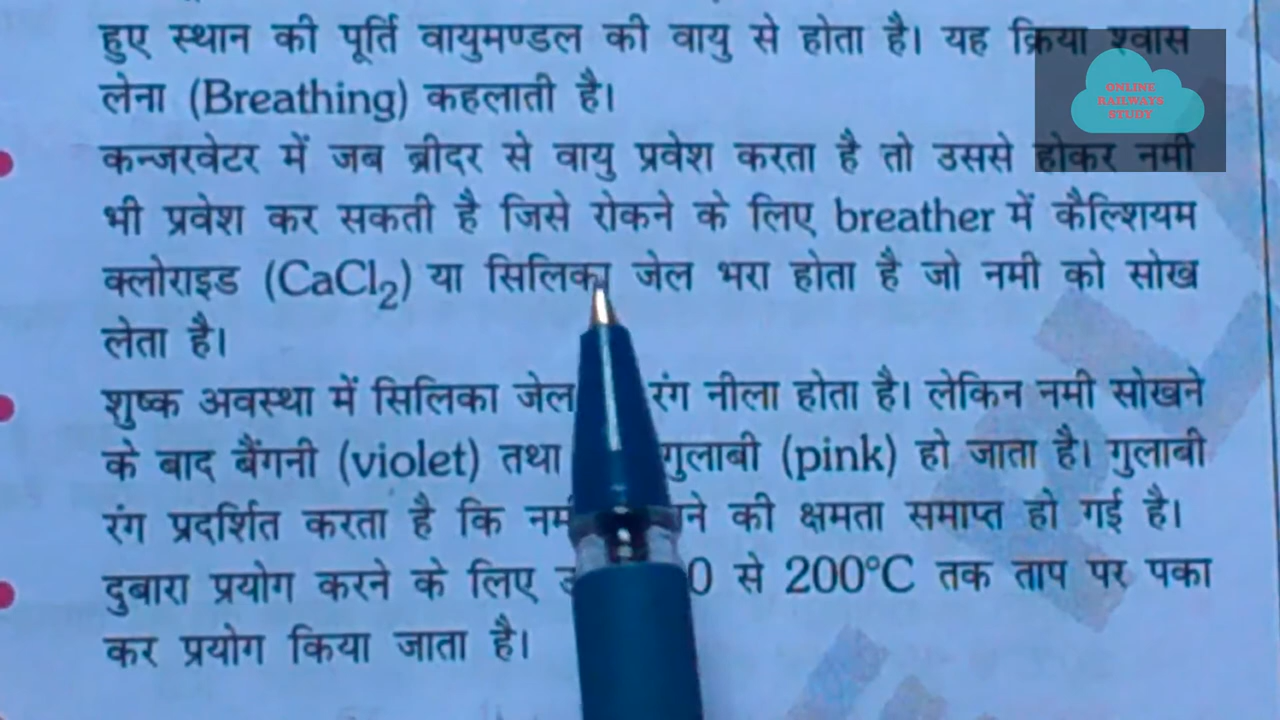 हुए स्थान की पूर्ति वायुमण्डल की वायु से होता है। यह क्रिया श्वास
लेना (Breathing) कहलाती है।
ONLINE
RAILWAYS
STUDY
कन्जरवेटर में जब ब्रीदर से वायु प्रवेश करता है तो उससे होकर नमी
भी प्रवेश कर सकती है जिसे रोकने के लिए breather में कैल्शियम
क्लोराइड (CaCl₂) या सिलिका जेल भरा होता है जो नमी को सोख
लेता है।
शुष्क अवस्था में सिलिका जेल रंग नीला होता है। लेकिन नमी सोखने
के बाद बैंगनी (violet) तथा गुलाबी (pink) हो जाता है। गुलाबी
रंग प्रदर्शित करता है कि की क्षमता समाप्त हो गई है।
दुबारा प्रयोग करने के लिए से 200°C तक ताप पर पका
कर प्रयोग किया जाता है।